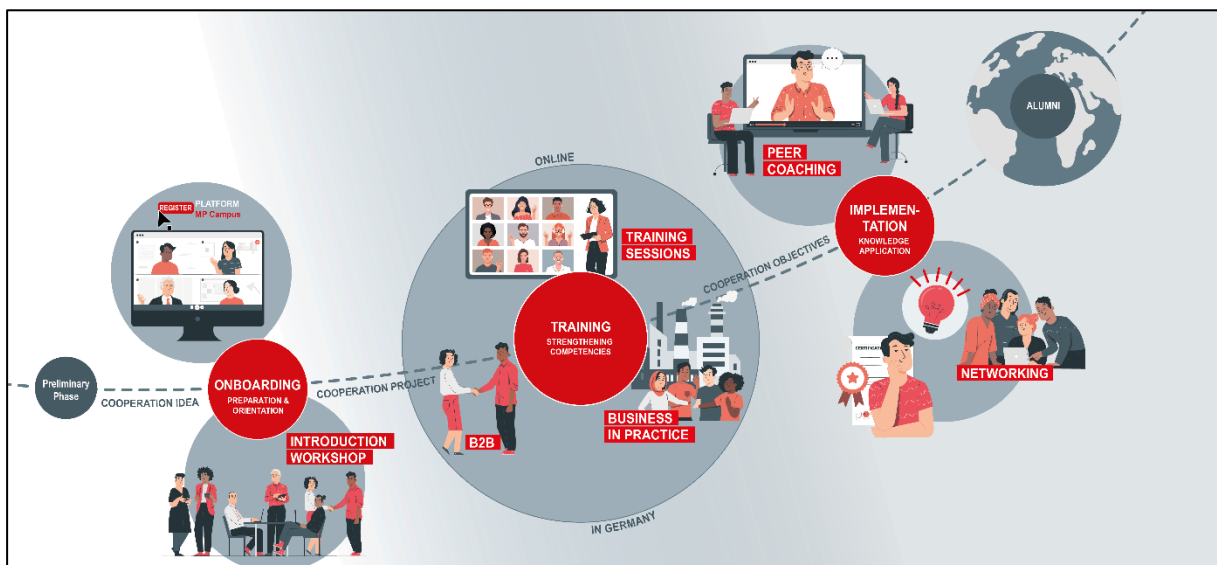 Preliminary
Phase
COOPERATION IDEA
REGISTER
PLATFORM
MP Campus
ONBOARDING
PREPARATION &
ORIENTATION
INTRODUCTION
WORKSHOP
COOPERATION PROJECT
ONLINE
TRAINING
SESSIONS
TRAINING
STRENGTHENING
COMPETENCIES
B2B
BUSINESS
IN PRACTICE
IN GERMANY
COOPERATION OBJECTIVES
PEER
COACHING
IMPLEMEN-
TATION
KNOWLEDGE
APPLICATION
NETWORKING
ALUMNI